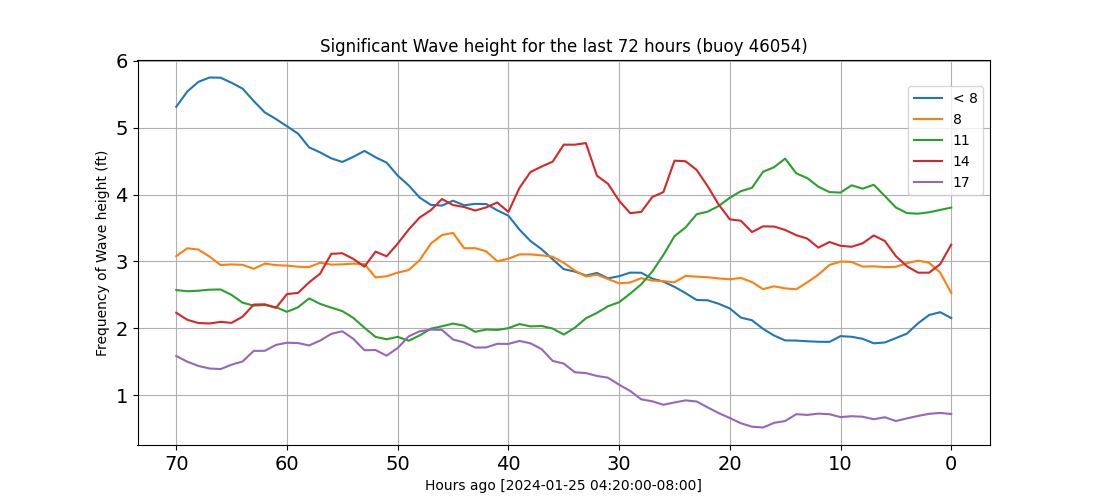 Significant Wave height for the last 72 hours (buoy 46054)
Frequency of Wave height (ft)
6
5
4
3
2
1
< 8
8
11
14
17
70 60 50 40 30 20 10 0
Hours ago [2024-01-25 04:20:00-08:00]